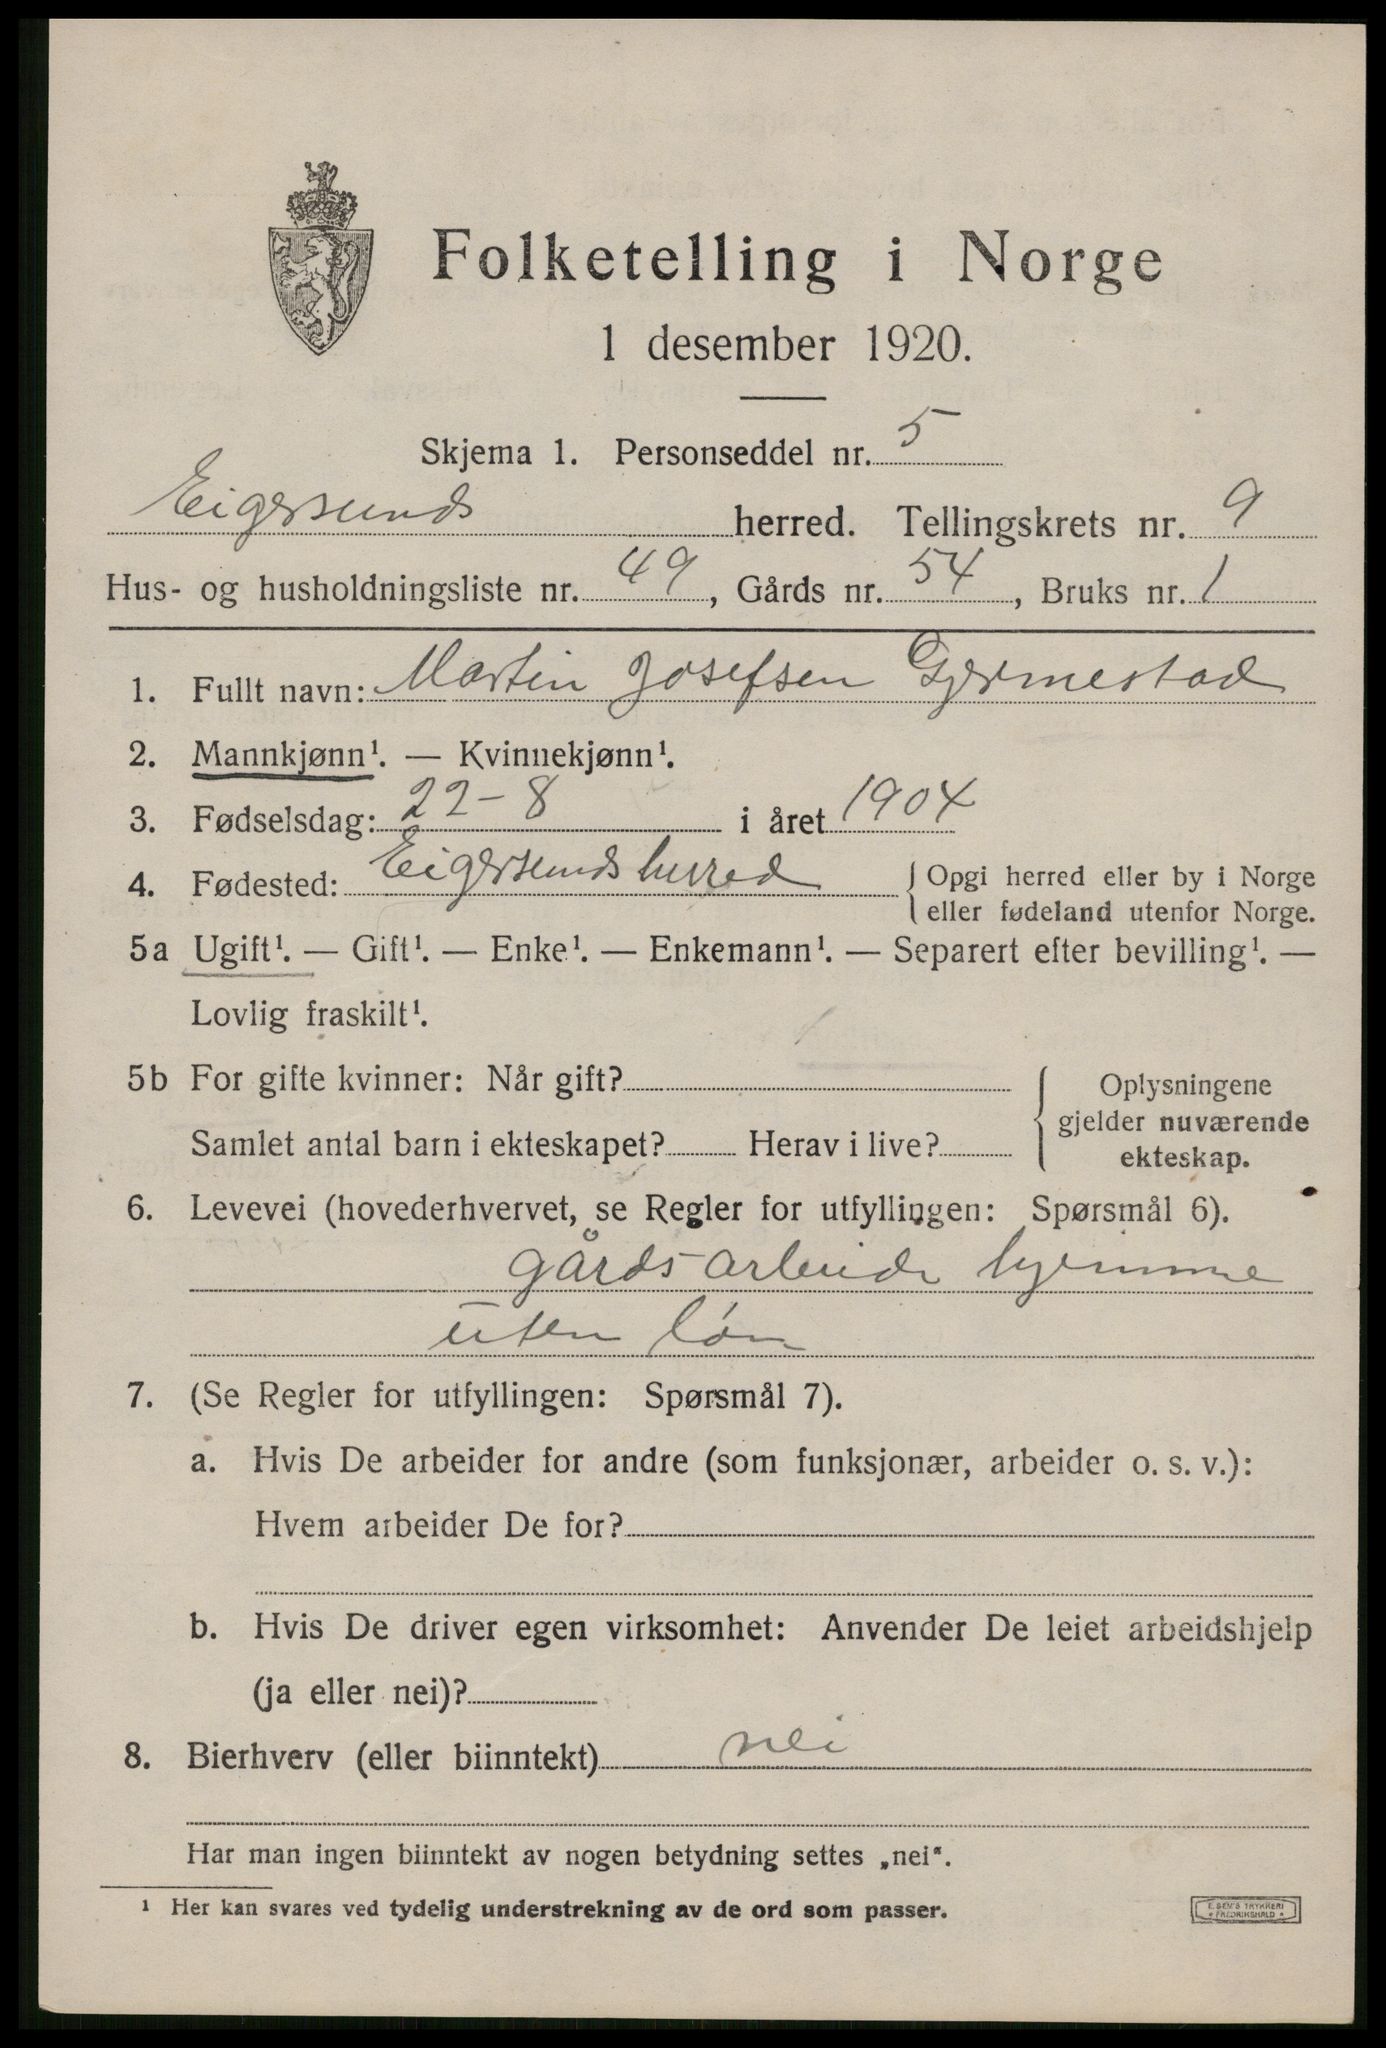 Folketelling i Norge
1 desember 1920.
Skjema 1. Personseddel nr. 5
Eigersunds herred. Tellingskrets nr. 9
Hus- og husholdningsliste nr. 49, Gårds nr. 54, Bruks nr. 1
1. Fullt navn: Martin Josefsen Gjermestad
2. Mannkjønn¹. — Kvinnekjønn¹.
3. Fødselsdag: 22-8 i året 1904
4. Fødested: Eigersunds herred { Opgi herred eller by i Norge
eller fødeland utenfor Norge.
5a Ugift¹. — Gift¹. — Enke¹. — Enkemann¹. — Separert efter bevilling¹. —
Lovlig fraskilt¹.
5b For gifte kvinner: Når gift?
Samlet antal barn i ekteskapet? Herav i live?
{ Oplysningene
gjelder nuværende
ekteskap.
6. Levevei (hovederhvervet, se Regler for utfyllingen: Spørsmål 6).
gårdsarbeide hjemme
uten løn
7. (Se Regler for utfyllingen: Spørsmål 7).
a. Hvis De arbeider for andre (som funksjonær, arbeider o. s. v.):
Hvem arbeider De for?
b. Hvis De driver egen virksomhet: Anvender De leiet arbeidshjelp
(ja eller nei)?
8. Bierhverv (eller biinntekt) nei
Har man ingen biinntekt av nogen betydning settes „nei".
¹ Her kan svares ved tydelig understrekning av de ord som passer.
E. SEM'S TRYKKERI
* FREDRIKSHALD *